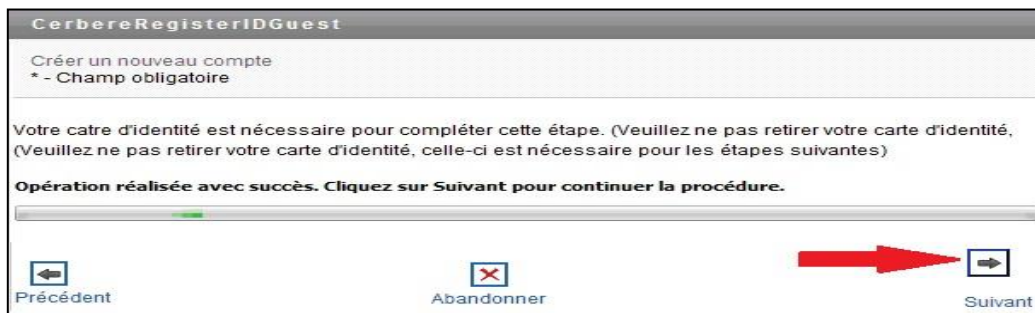 CerbereRegisterIDGuest
Créer un nouveau compte
* - Champ obligatoire
Votre catre d'identité est nécessaire pour compléter cette étape. (Veuillez ne pas retirer votre carte d'identité,
(Veuillez ne pas retirer votre carte d'identité, celle-ci est nécessaire pour les étapes suivantes)
Opération réalisée avec succès. Cliquez sur Suivant pour continuer la procédure.
Précédent Abandonner Suivant